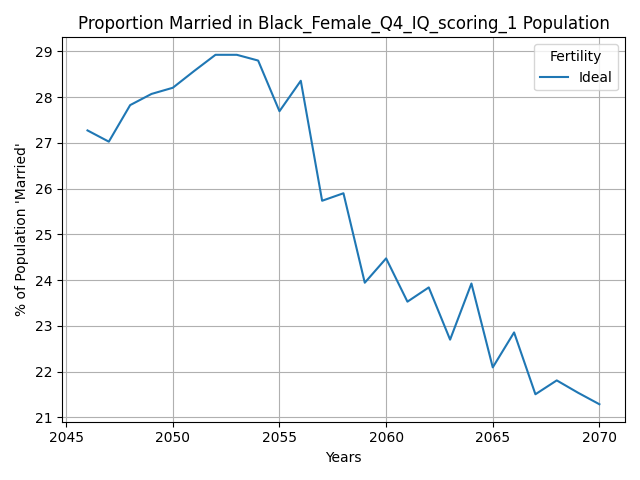 Proportion Married in Black_Female_Q4_IQ_scoring_1 Population
Fertility
Ideal
% of Population 'Married'
29
28
27
26
25
24
23
22
21
2045 2050 2055 2060 2065 2070
Years